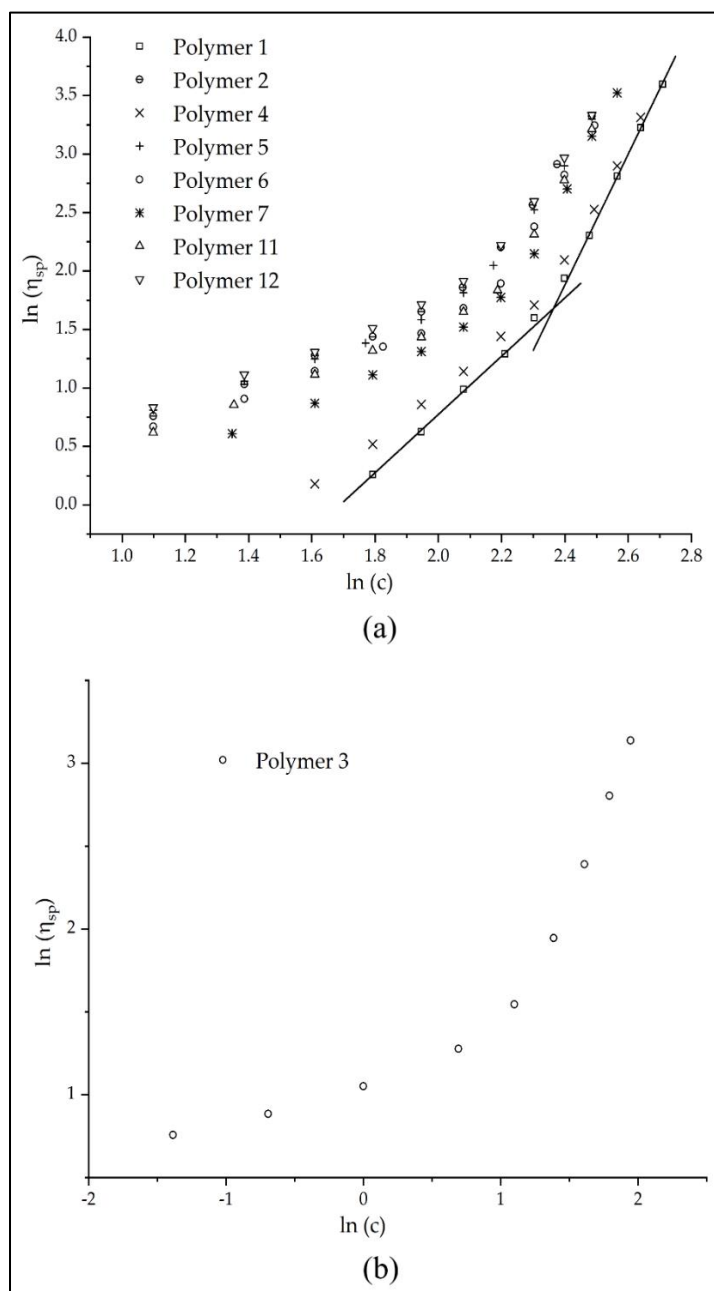 4.0
3.5
3.0
2.5
2.0
1.5
1.0
0.5
0.0
ln (ηsp)
Polymer 1
Polymer 2
Polymer 4
Polymer 5
Polymer 6
Polymer 7
Polymer 11
Polymer 12
1.0 1.2 1.4 1.6 1.8 2.0 2.2 2.4 2.6 2.8
ln (c)
(a)
3
2
1
ln (ηsp)
Polymer 3
-2 -1 0 1 2
ln (c)
(b)